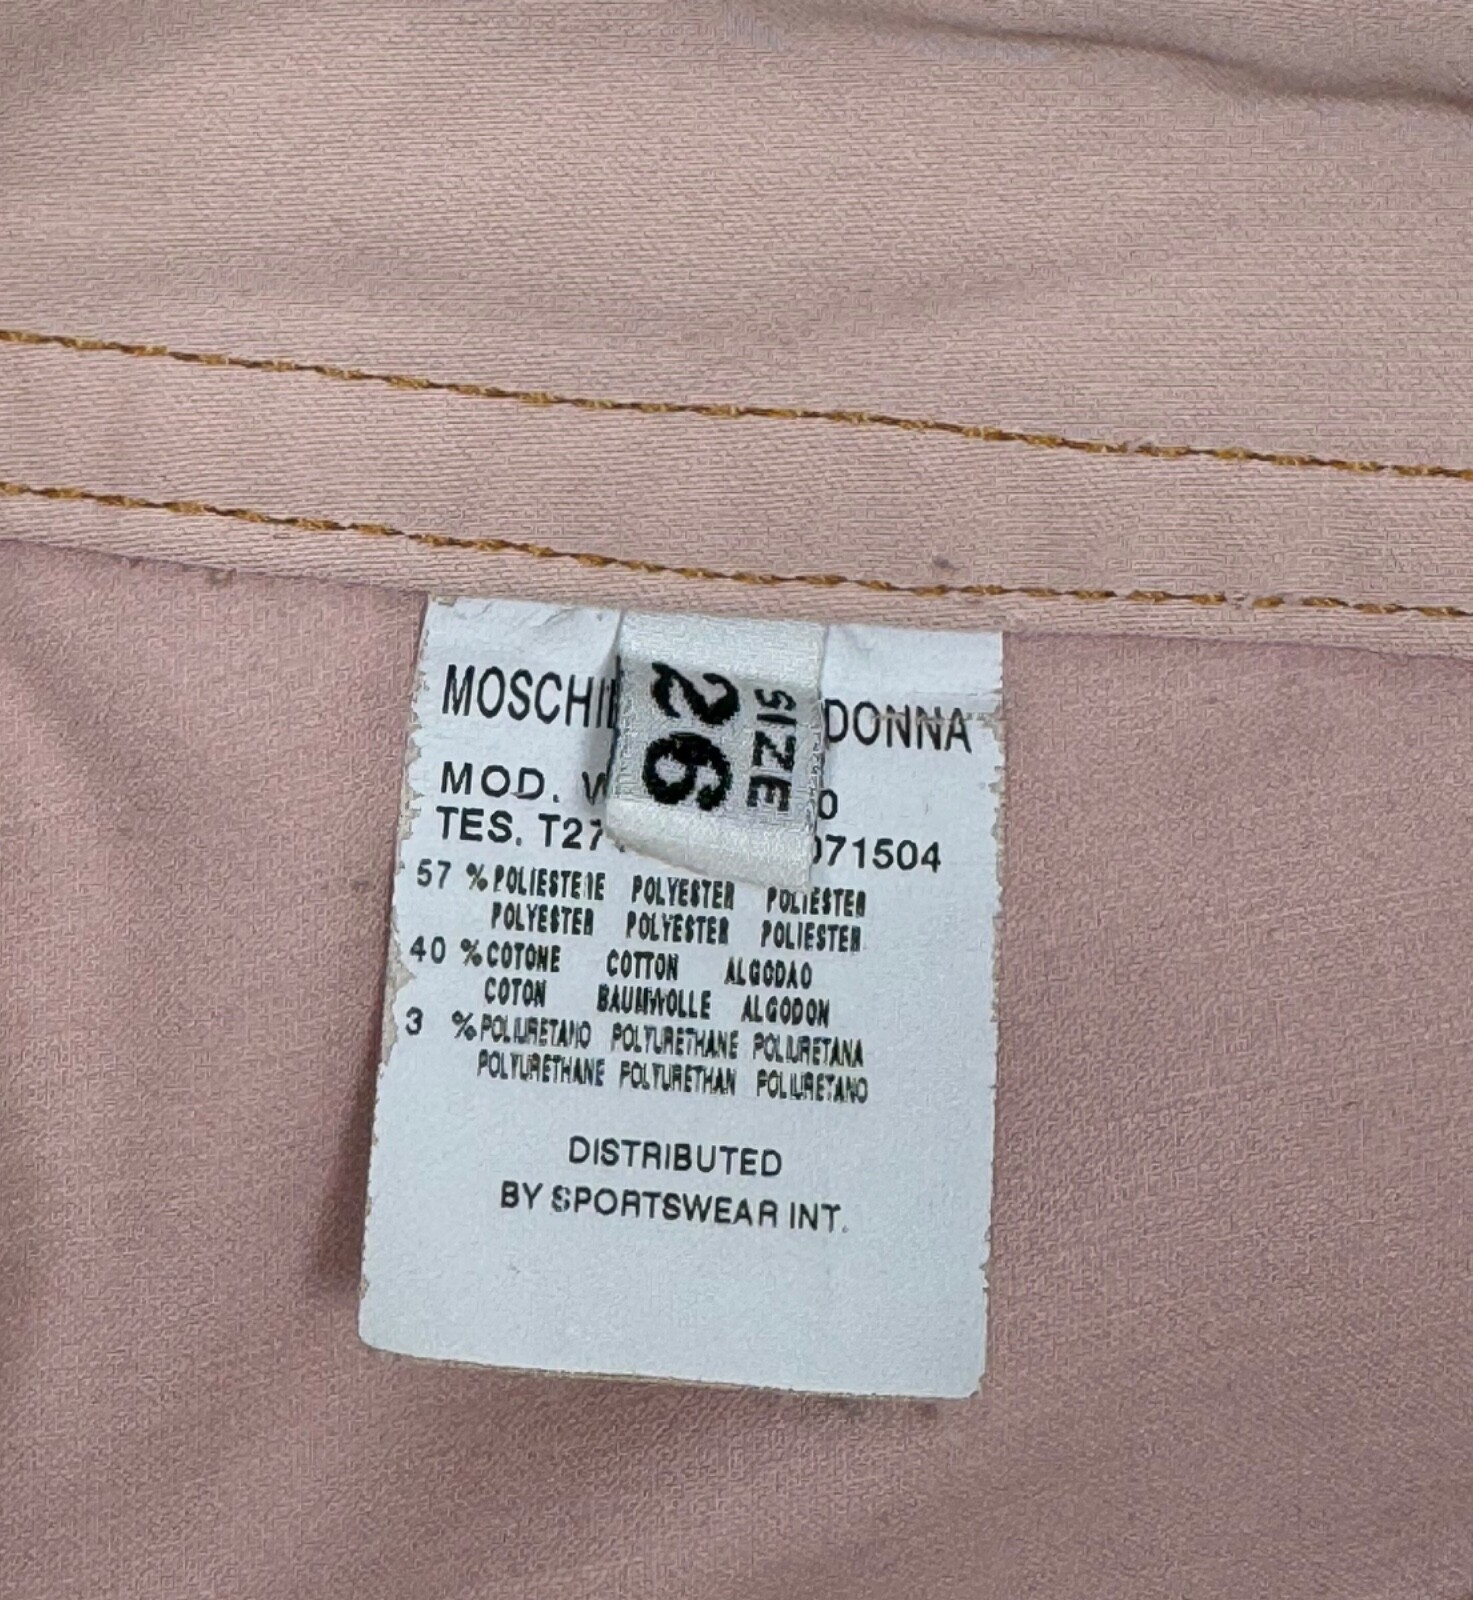 MOSCHI DONNA
SIZE
26
MOD. 0
TES. T27 071504
57 % POLIESTERE POLYESTER POLIESTER
POLYESTER POLYESTER POLIESTER
40 % COTONE COTTON ALGODAO
COTON BAUMWOLLE ALGODON
3 % POLIURETANO POLYURETHANE POLIURETANA
POLYURETHANE POLYURETHAN POLIURETANO
DISTRIBUTED
BY SPORTSWEAR INT.